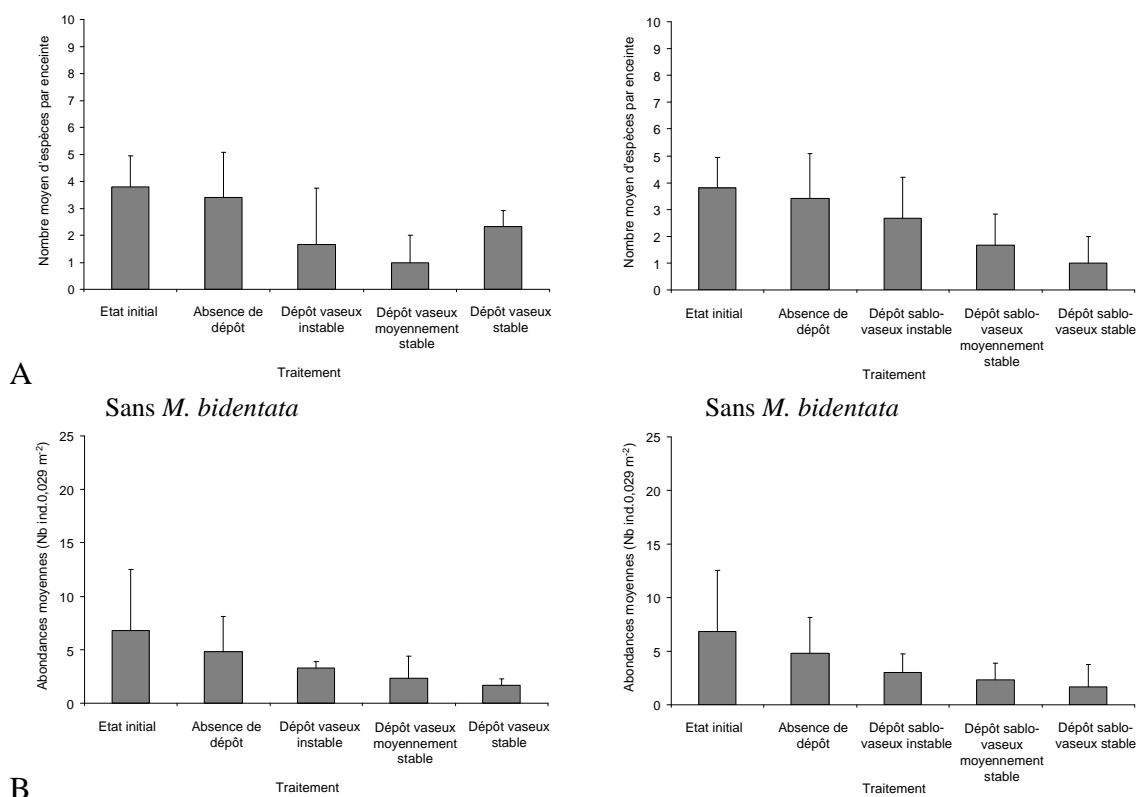 Nombre moyen d'espèces par enceinte
10
9
8
7
6
5
4
3
2
1
0
Etat initial
Absence de
dépôt
Dépôt vaseux
instable
Dépôt vaseux
moyennement
stable
Dépôt vaseux
stable
Traitement
Nombre moyen d'espèces par enceinte
10
9
8
7
6
5
4
3
2
1
0
Etat initial
Absence de
dépôt
Dépôt sablo-
vaseux instable
Dépôt sablo-
vaseux
moyennement
stable
Dépôt sablo-
vaseux stable
Traitement
A
Sans M. bidentata
Sans M. bidentata
Abondances moyennes (Nb ind.0,029 m-2)
25
20
15
10
5
0
Etat initial
Absence de
dépôt
Dépôt vaseux
instable
Dépôt vaseux
moyennement
stable
Dépôt vaseux
stable
Traitement
Abondances moyennes (Nb ind.0,029 m-2)
25
20
15
10
5
0
Etat initial
Absence de
dépôt
Dépôt sablo-
vaseux instable
Dépôt sablo-
vaseux
moyennement
stable
Dépôt sablo-
vaseux stable
Traitement
B